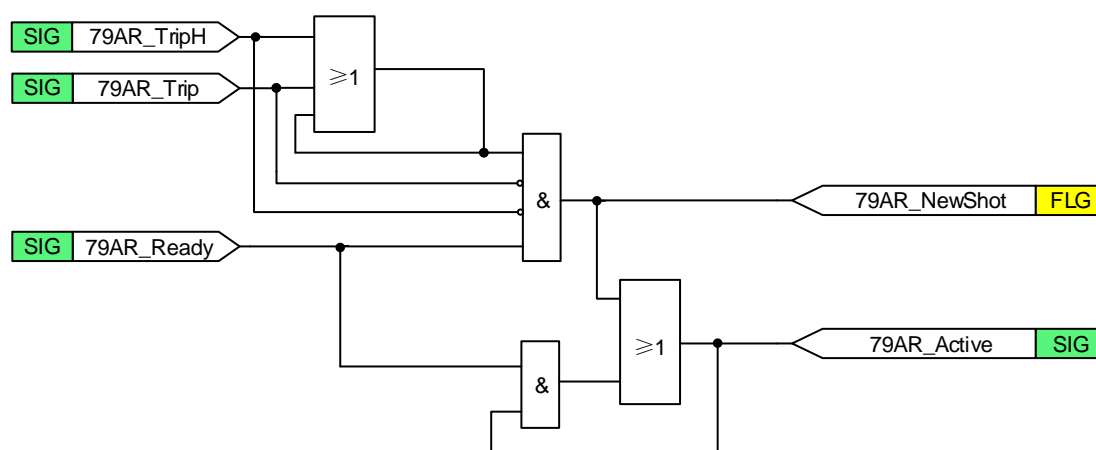 SIG 79AR_TripH
≥1
SIG 79AR_Trip
&
79AR_NewShot FLG
SIG 79AR_Ready
≥1
79AR_Active SIG
&